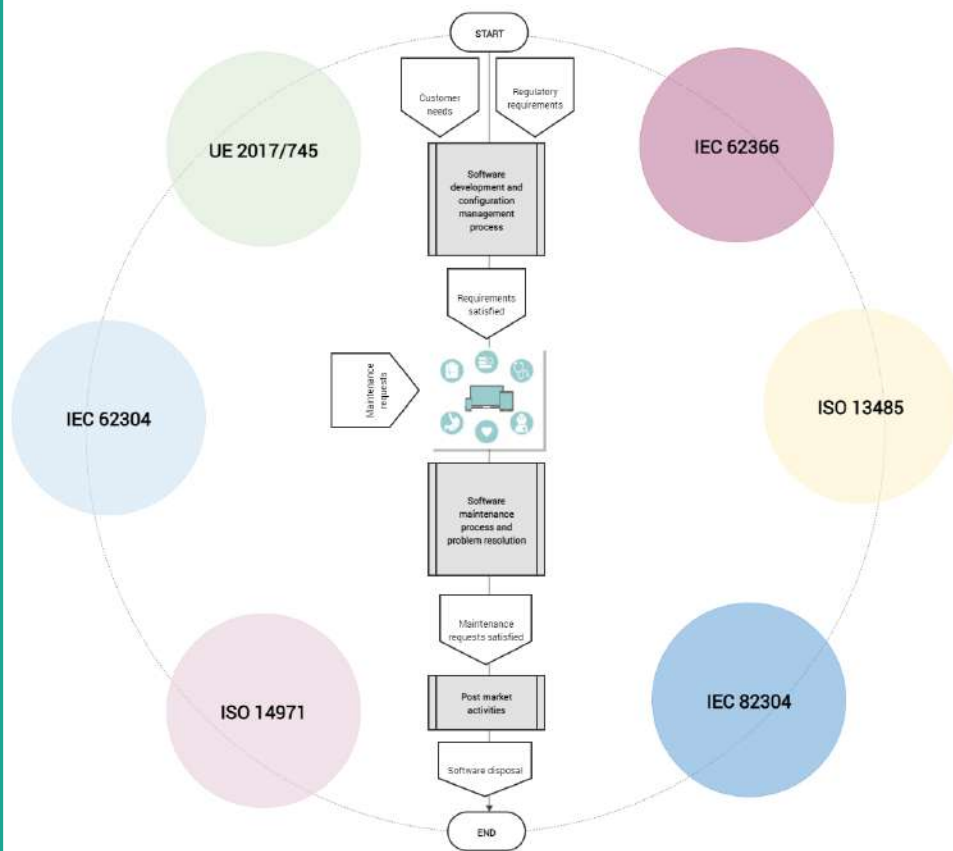 START
Customer
needs
Regulatory
requirements
UE 2017/745
IEC 62366
Software
development and
configuration
management
process
Requirements
satisfied
Maintenance
requests
IEC 62304
ISO 13485
Software
maintenance
process and
problem resolution
Maintenance
requests satisfied
ISO 14971
IEC 82304
Post market
activities
Software disposal
END